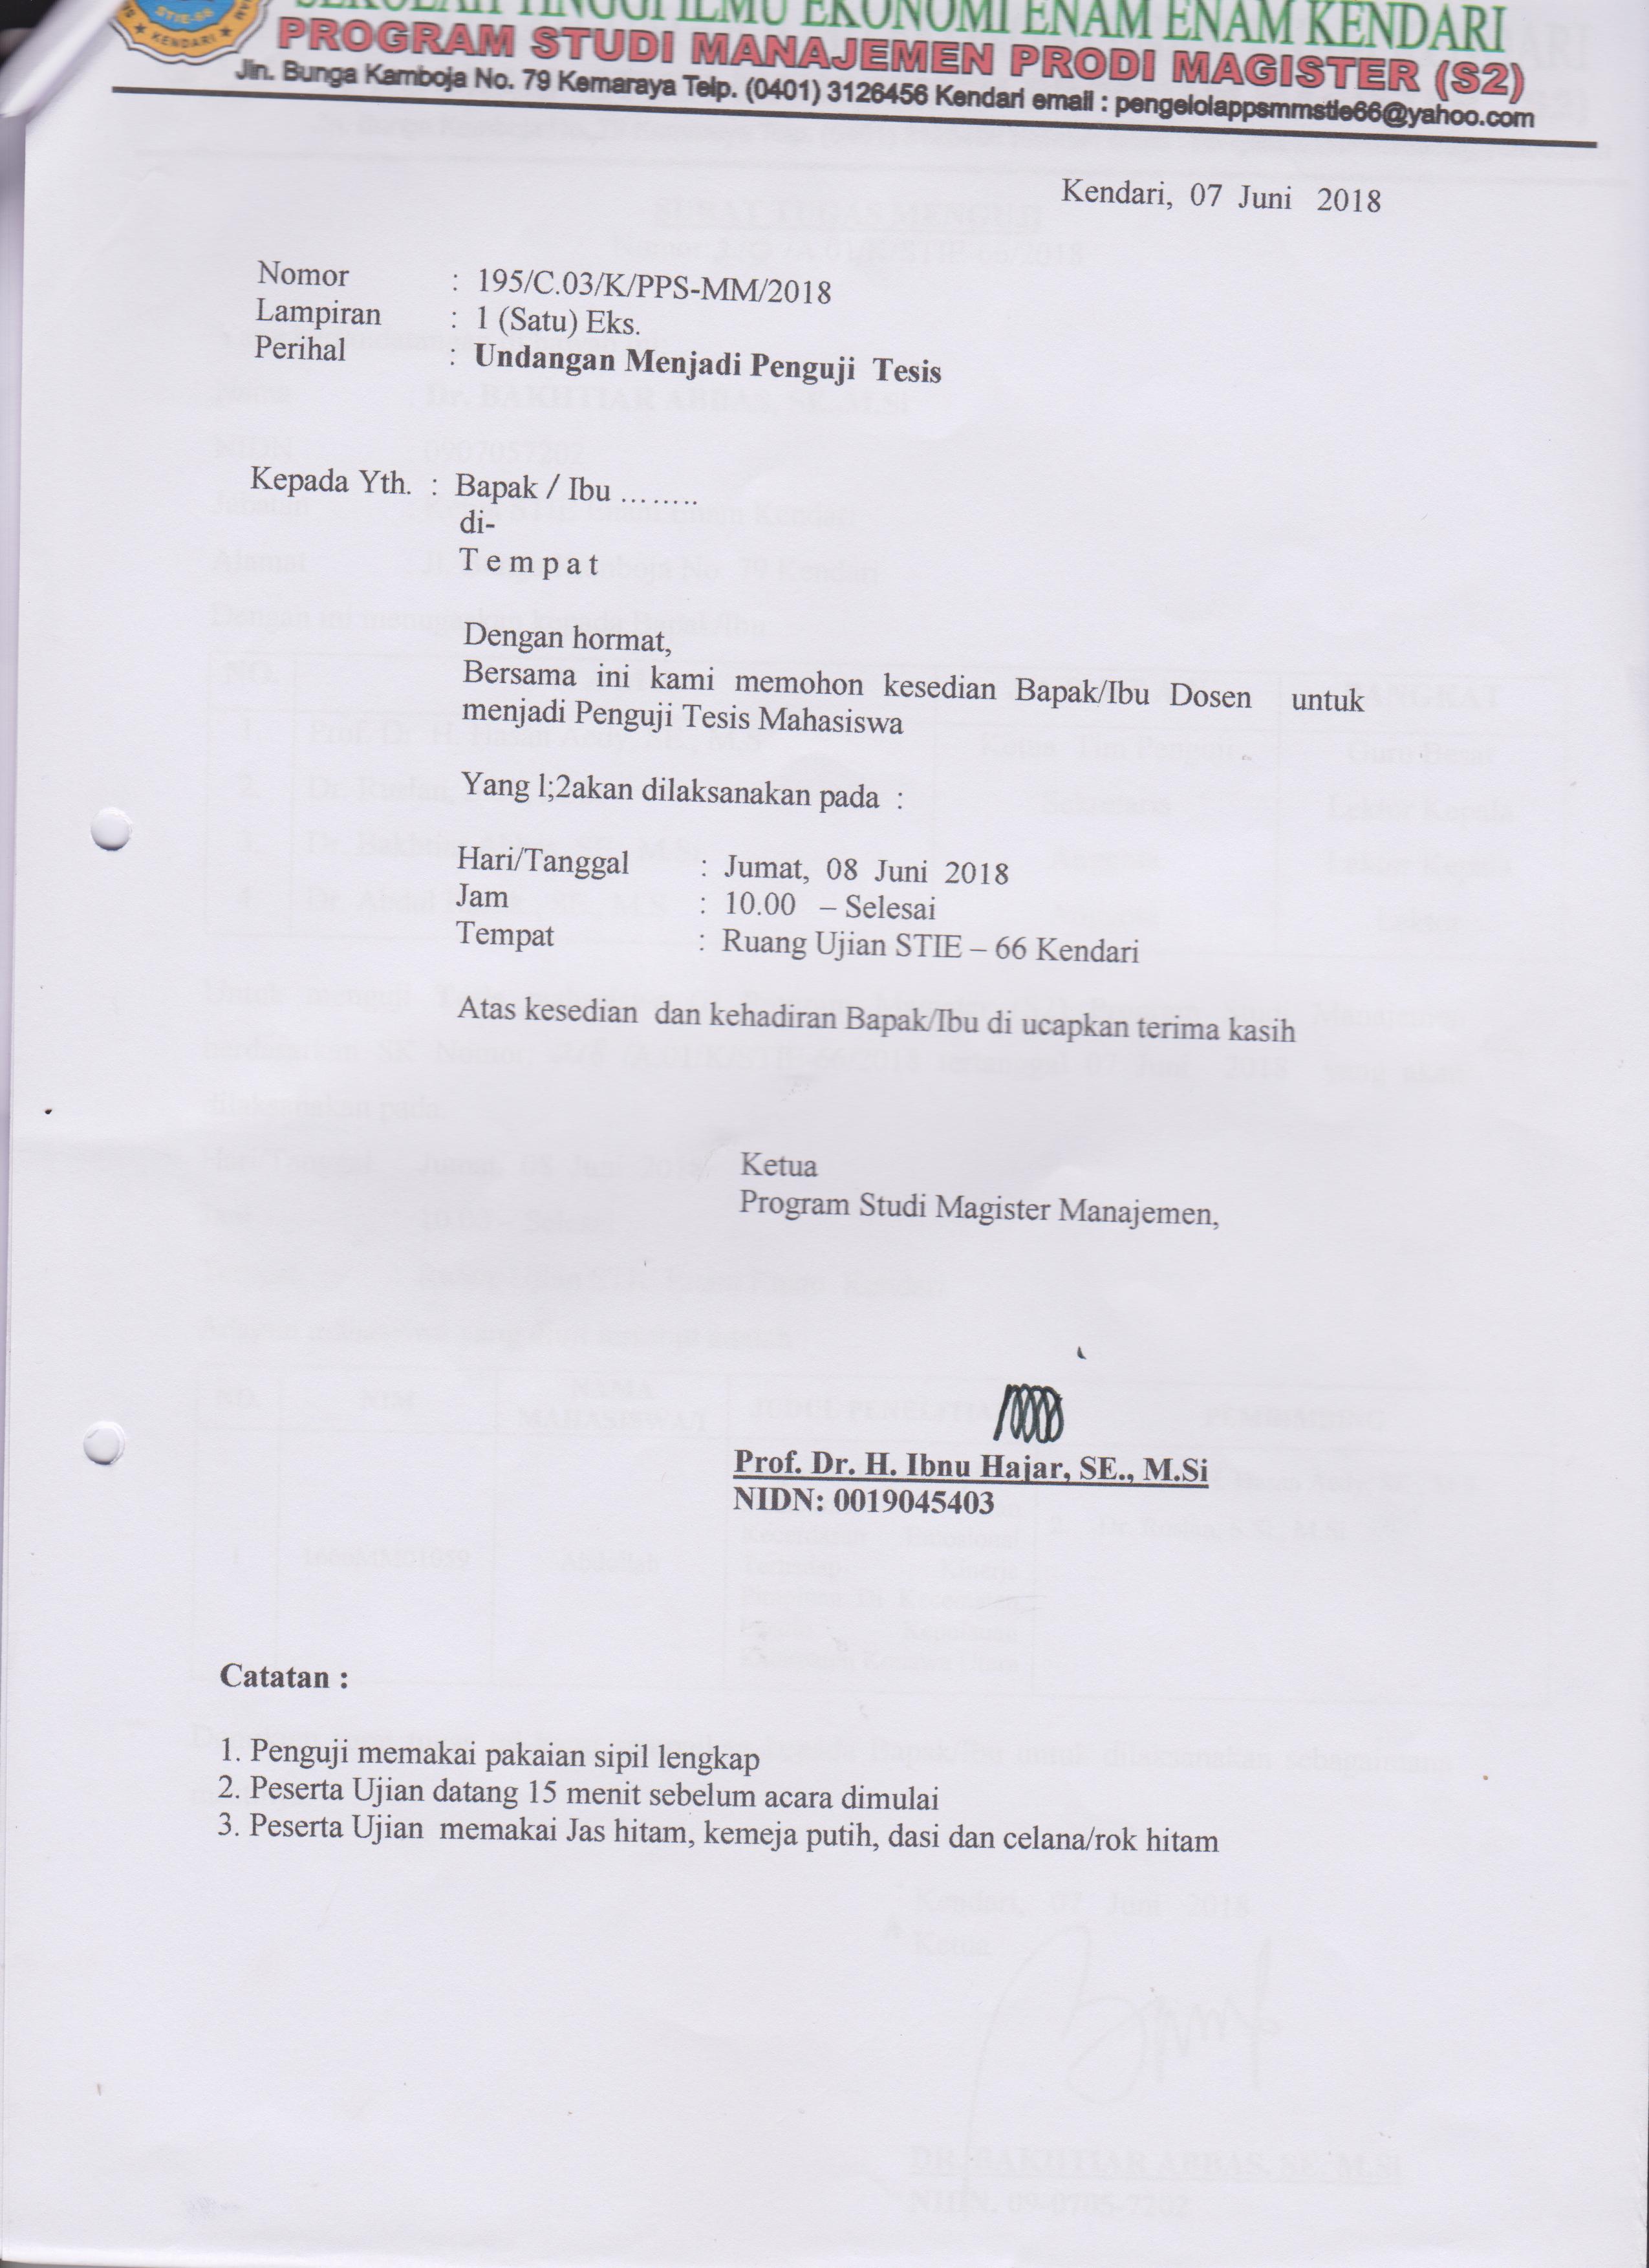 STIE-66
KENDARI
SEKOLAH TINGGI ILMU EKONOMI ENAM ENAM KENDARI
PROGRAM STUDI MANAJEMEN PRODI MAGISTER (S2)
Jln. Bunga Kamboja No. 79 Kemaraya Telp. (0401) 3126456 Kendari email : pengelolappsmmstie66@yahoo.com
Kendari, 07 Juni 2018
Nomor : 195/C.03/K/PPS-MM/2018
Lampiran : 1 (Satu) Eks.
Perihal : Undangan Menjadi Penguji Tesis
Kepada Yth. : Bapak / Ibu ........
di-
T e m p a t
Dengan hormat,
Bersama ini kami memohon kesedian Bapak/Ibu Dosen untuk
menjadi Penguji Tesis Mahasiswa
Yang l;2akan dilaksanakan pada :
Hari/Tanggal : Jumat, 08 Juni 2018
Jam : 10.00 – Selesai
Tempat : Ruang Ujian STIE – 66 Kendari
Atas kesedian dan kehadiran Bapak/Ibu di ucapkan terima kasih
Ketua
Program Studi Magister Manajemen,
Prof. Dr. H. Ibnu Hajar, SE., M.Si
NIDN: 0019045403
Catatan :
1. Penguji memakai pakaian sipil lengkap
2. Peserta Ujian datang 15 menit sebelum acara dimulai
3. Peserta Ujian memakai Jas hitam, kemeja putih, dasi dan celana/rok hitam